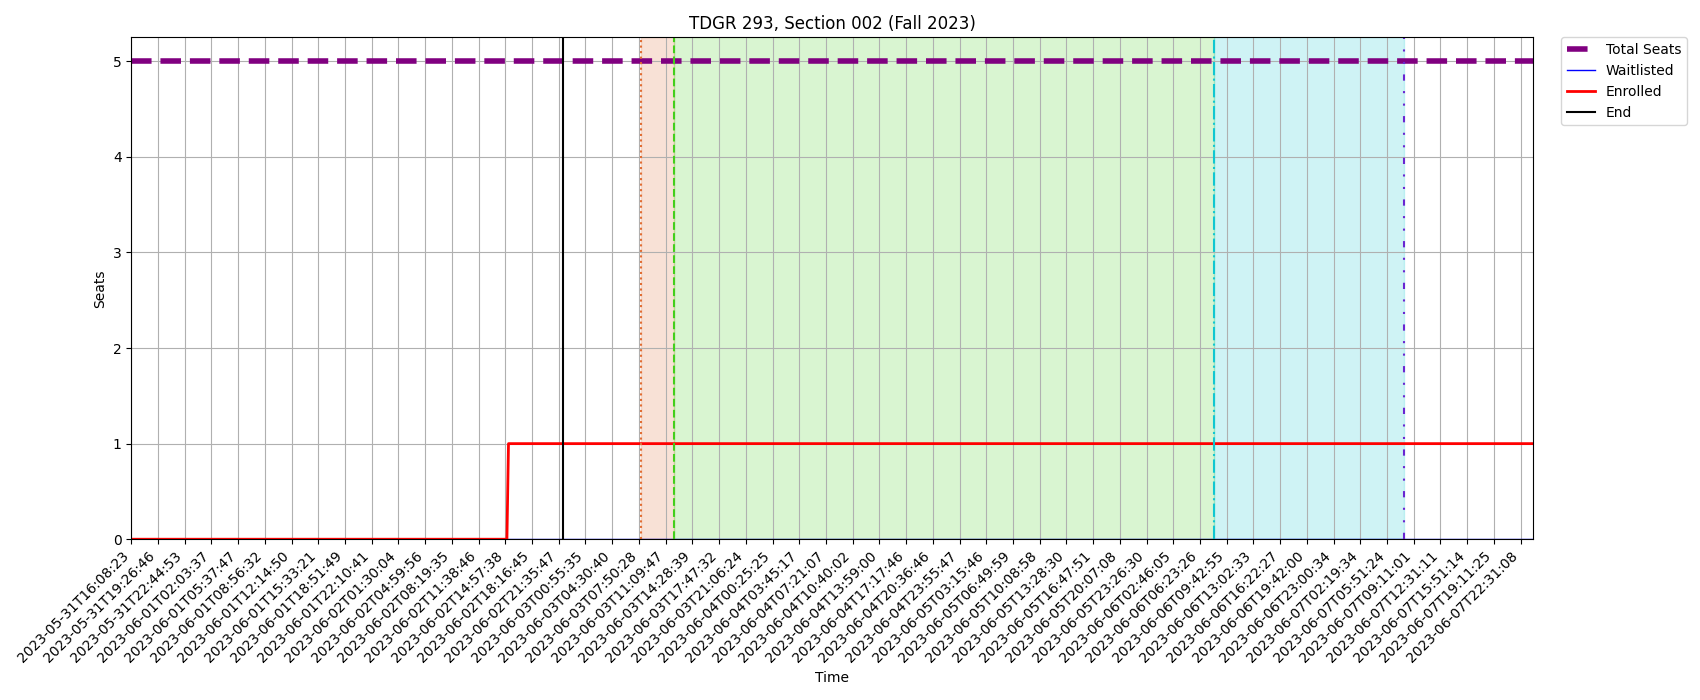 TDGR 293, Section 002 (Fall 2023)
Total Seats
Waitlisted
Enrolled
End
5
4
3
2
1
0
Seats
2023-05-31T16:08:23
2023-05-31T19:26:46
2023-05-31T22:44:53
2023-06-01T02:03:37
2023-06-01T05:37:47
2023-06-01T08:56:32
2023-06-01T12:14:50
2023-06-01T15:33:21
2023-06-01T18:51:49
2023-06-01T22:10:41
2023-06-02T01:30:04
2023-06-02T04:59:56
2023-06-02T08:19:35
2023-06-02T11:38:46
2023-06-02T14:57:38
2023-06-02T18:16:45
2023-06-02T21:35:47
2023-06-03T00:55:35
2023-06-03T04:30:40
2023-06-03T07:50:28
2023-06-03T11:09:47
2023-06-03T14:28:39
2023-06-03T17:47:32
2023-06-03T21:06:24
2023-06-04T00:25:25
2023-06-04T03:45:17
2023-06-04T07:21:07
2023-06-04T10:40:02
2023-06-04T13:59:00
2023-06-04T17:17:46
2023-06-04T20:36:46
2023-06-04T23:55:47
2023-06-05T03:15:46
2023-06-05T06:49:59
2023-06-05T10:08:58
2023-06-05T13:28:30
2023-06-05T16:47:51
2023-06-05T20:07:08
2023-06-05T23:26:30
2023-06-06T02:46:05
2023-06-06T06:23:26
2023-06-06T09:42:55
2023-06-06T13:02:33
2023-06-06T16:22:27
2023-06-06T19:42:00
2023-06-06T23:00:34
2023-06-07T02:19:34
2023-06-07T05:51:24
2023-06-07T09:11:01
2023-06-07T12:31:11
2023-06-07T15:51:14
2023-06-07T19:11:25
2023-06-07T22:31:08
Time